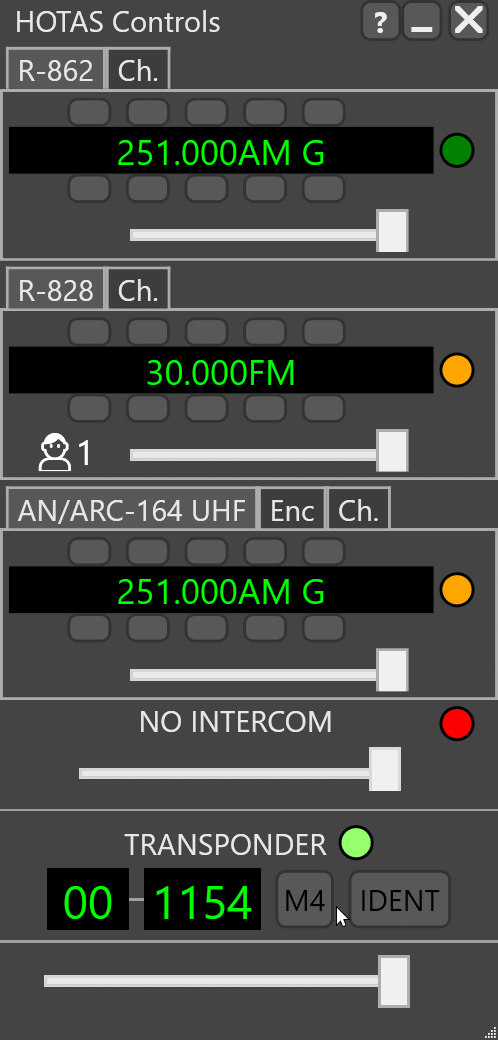 HOTAS Controls ?
R-862 Ch.
251.000AM G
R-828 Ch.
30.000FM
1
AN/ARC-164 UHF Enc Ch.
251.000AM G
NO INTERCOM
TRANSPONDER
00 1154 M4 IDENT